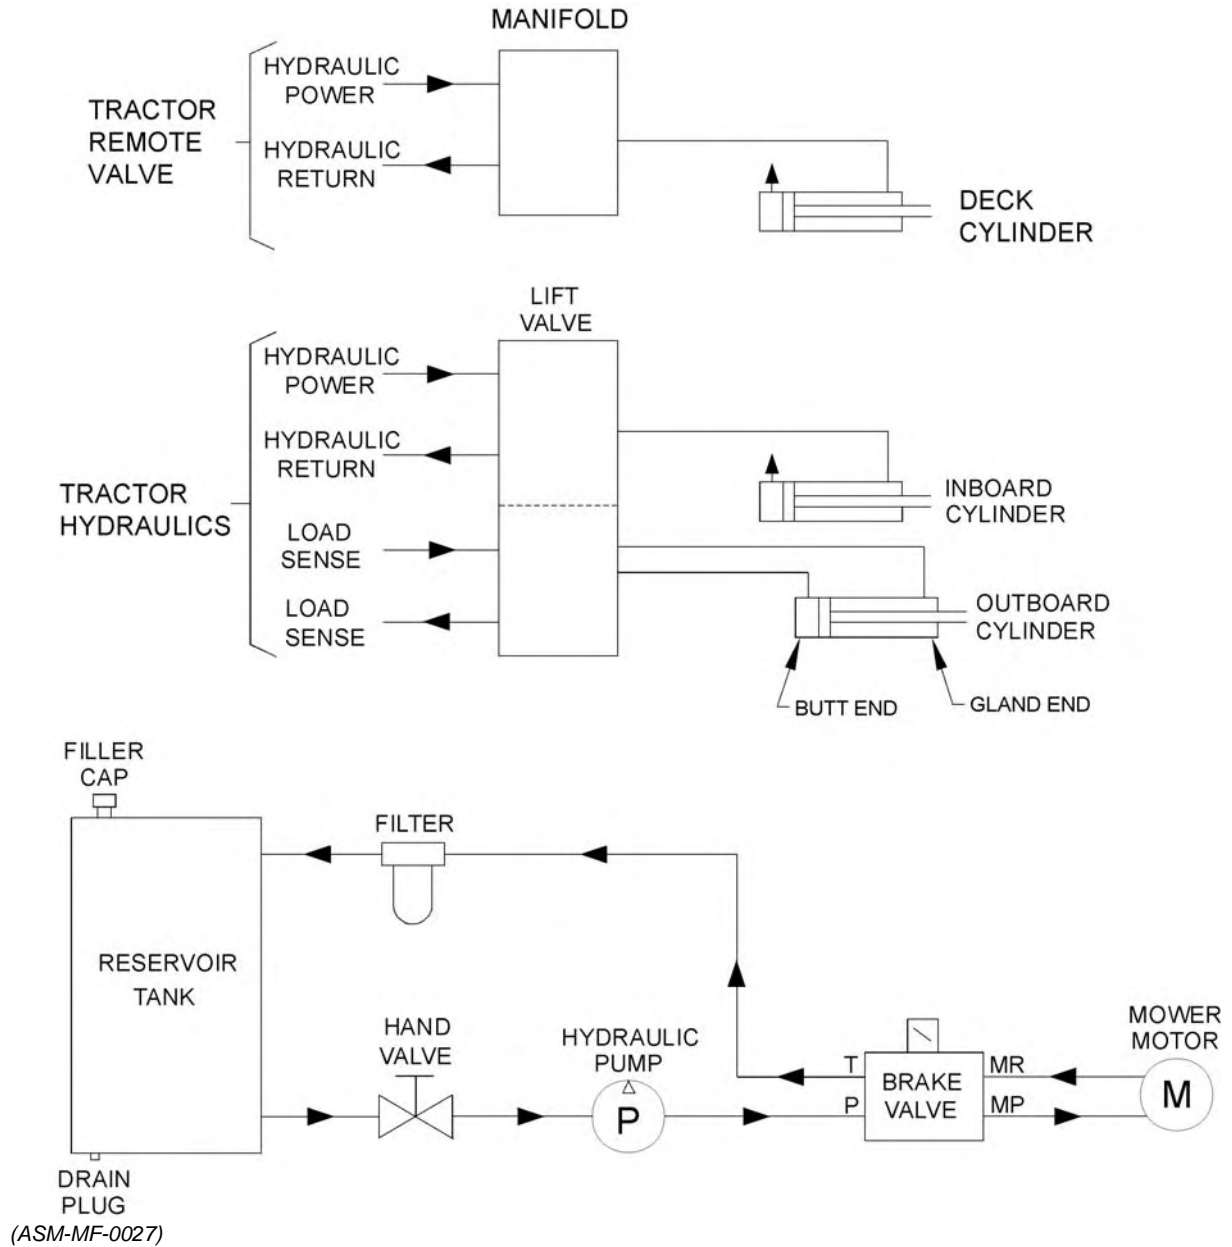 MANIFOLD
HYDRAULIC
POWER
TRACTOR
REMOTE
VALVE
HYDRAULIC
RETURN
DECK
CYLINDER
LIFT
VALVE
HYDRAULIC
POWER
HYDRAULIC
RETURN
TRACTOR
HYDRAULICS
INBOARD
CYLINDER
LOAD
SENSE
LOAD
SENSE
OUTBOARD
CYLINDER
BUTT END
GLAND END
FILLER
CAP
FILTER
RESERVOIR
TANK
HAND
VALVE
HYDRAULIC
PUMP
P
T
P
BRAKE
VALVE
MR
MP
MOWER
MOTOR
M
DRAIN
PLUG
(ASM-MF-0027)